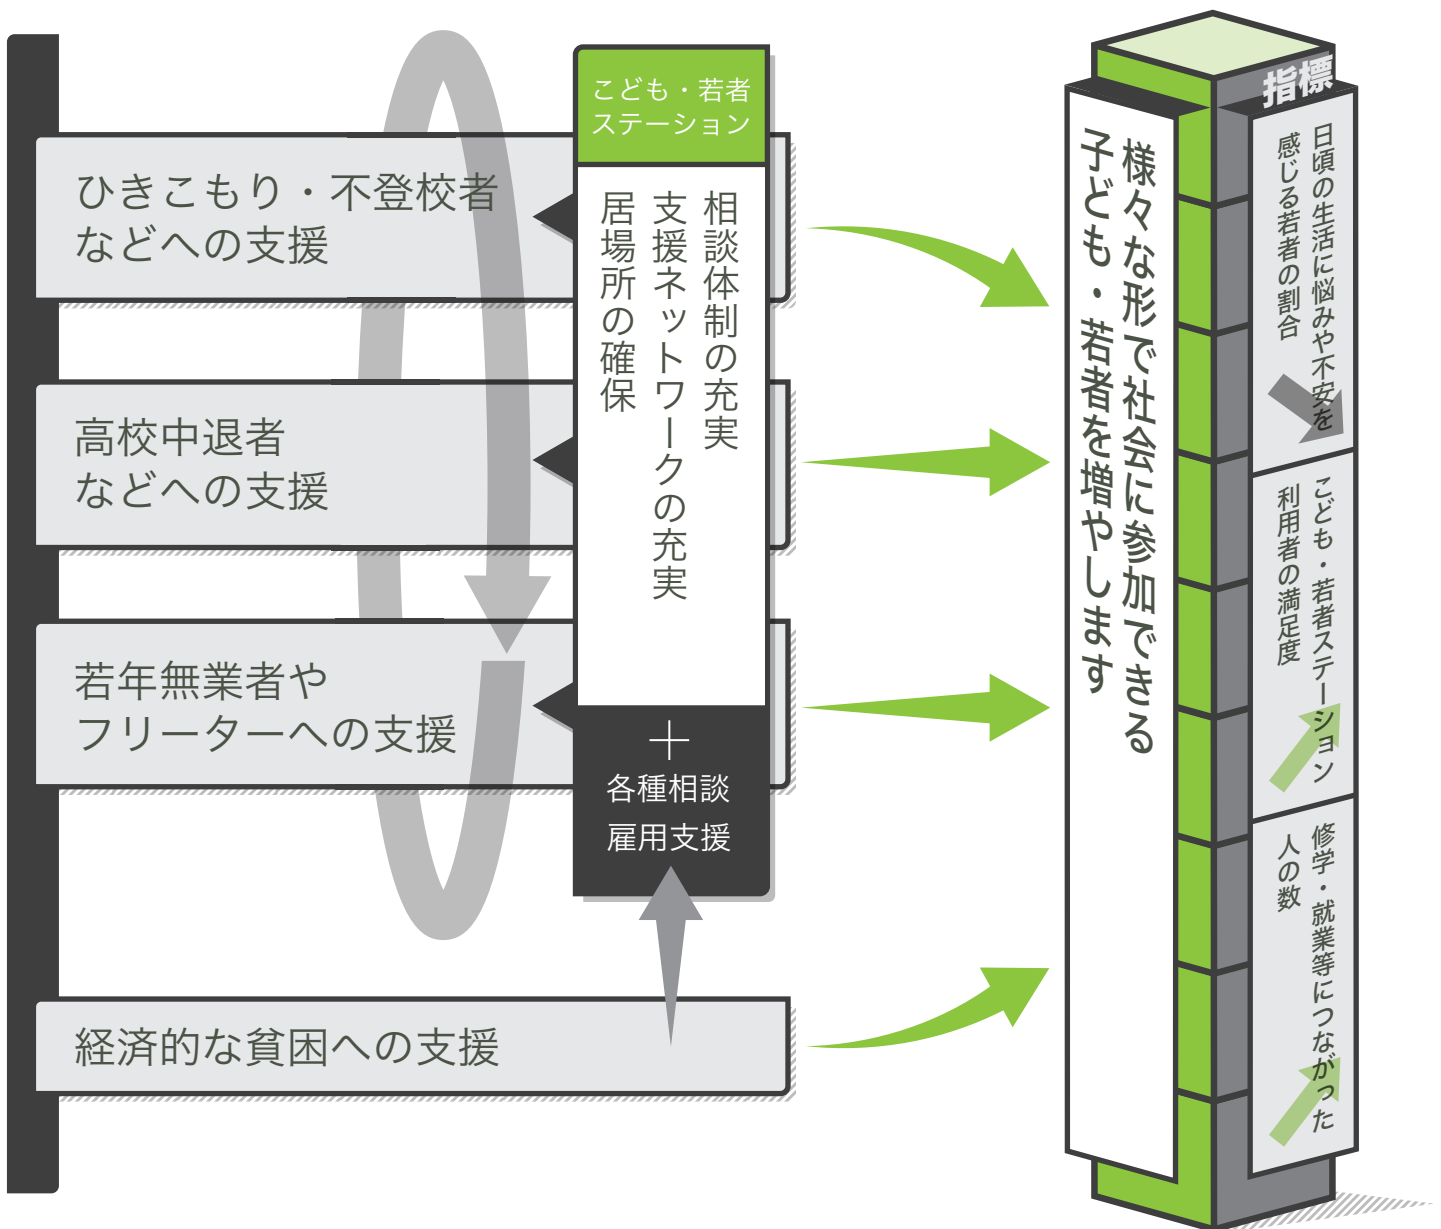 ひきこもり・不登校者
などへの支援
高校中退者
などへの支援
若年無業者や
フリーターへの支援
経済的な貧困への支援
こども・若者
ステーション
相談体制の充実
支援ネットワークの充実
居場所の確保
＋
各種相談
雇用支援
様々な形で社会に参加できる
子ども・若者を増やします
指標
日頃の生活に悩みや不安を
感じる若者の割合
こども・若者ステーション
利用者の満足度
修学・就業等につながった
人の数